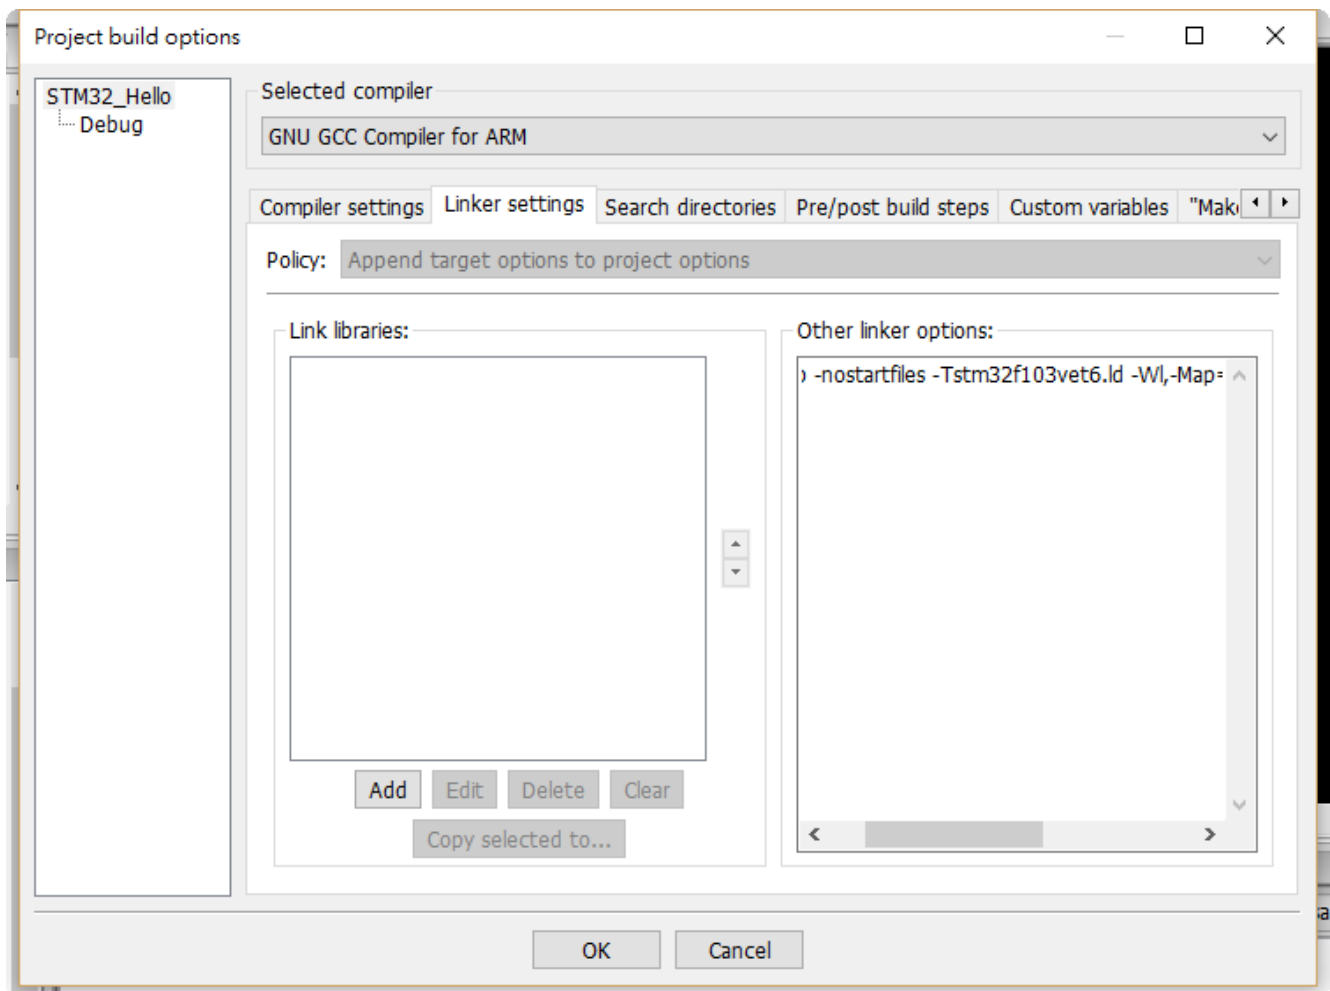 Project build options
STM32_Hello
Debug
Selected compiler
GNU GCC Compiler for ARM
Compiler settings Linker settings Search directories Pre/post build steps Custom variables "Mak
Policy: Append target options to project options
Link libraries:
Other linker options:
-nostartfiles -Tstm32f103vet6.ld -Wl,-Map=
Add Edit Delete Clear
Copy selected to...
OK Cancel